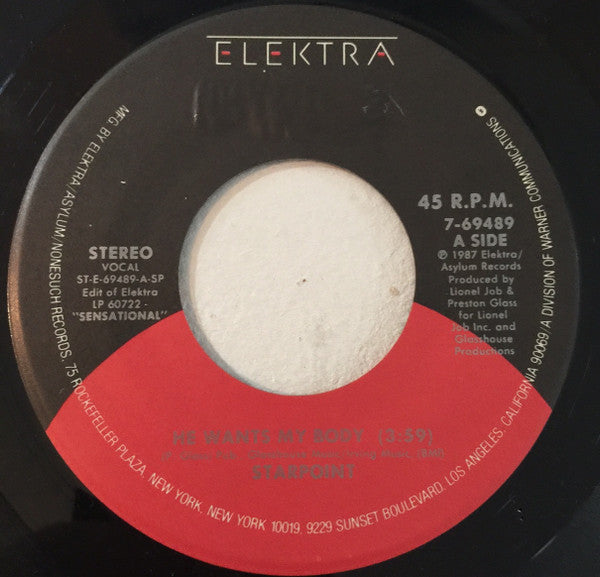 ELEKTRA
45 R.P.M.
7-69489
A SIDE
℗ 1987 Elektra/
Asylum Records
Produced by
Lionel Job &
Preston Glass
for Lionel
Job Inc. and
Glasshouse
Productions
STEREO
VOCAL
ST-E-69489-A-SP
Edit of Elektra
LP 60722 -
"SENSATIONAL"
HE WANTS MY BODY (3:59)
Irving Music, (BMI)
STARPOINT
MFG BY ELEKTRA/ASYLUM/NONESUCH RECORDS, 75 ROCKEFELLER PLAZA, NEW YORK, NEW YORK 10019, 9229 SUNSET BOULEVARD, LOS ANGELES, CALIFORNIA 90069/A DIVISION OF WARNER COMMUNICATIONS